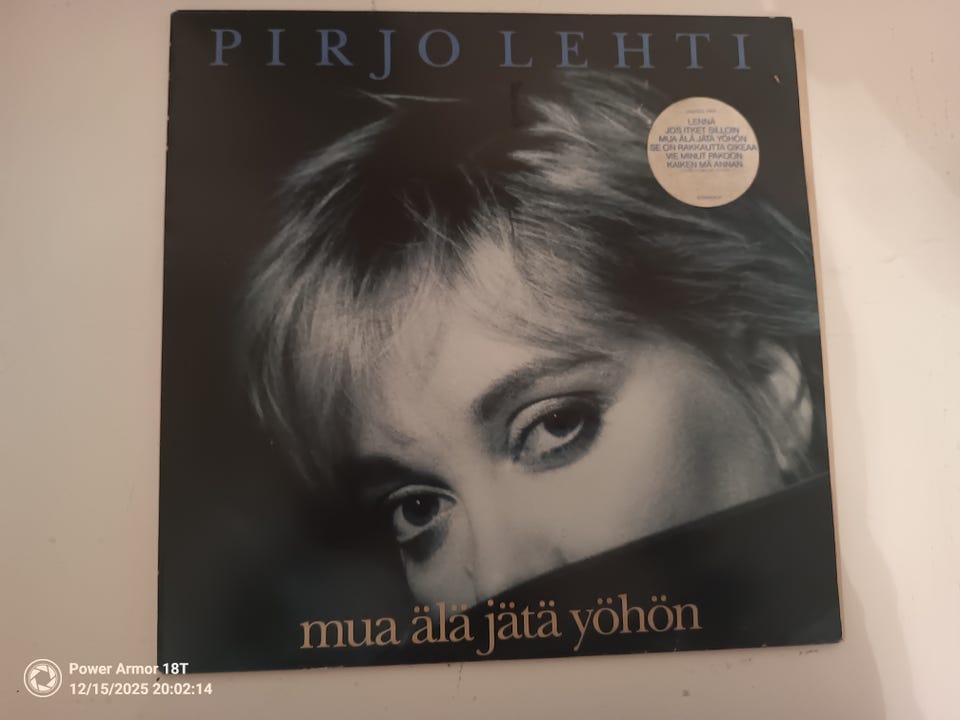 PIRJO LEHTI
LENNÄ
JOS ITKET SILLOIN
MUA ÄLÄ JÄTÄ YÖHÖN
SE ON RAKKAUTTA OIKEAA
VIE MINUT PAKOON
KAIKEN MÄ ANNAN
mua älä jätä yöhön
Power Armor 18T
12/15/2025 20:02:14